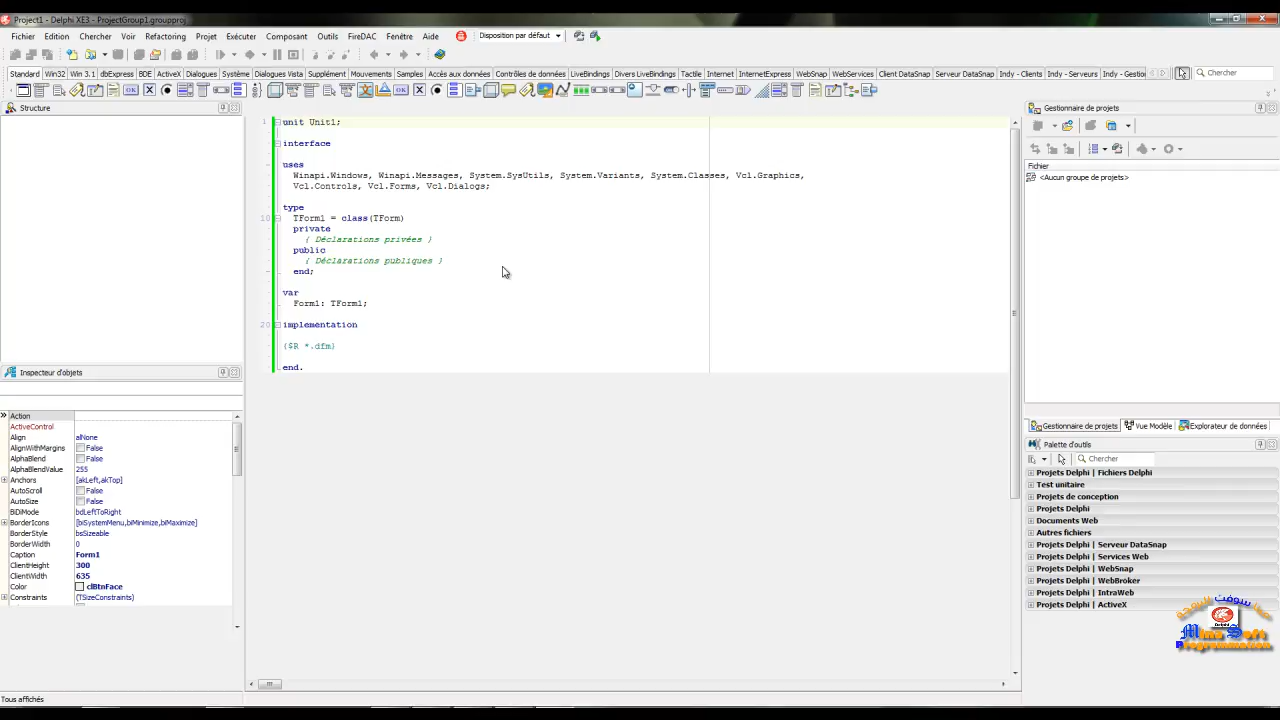 Project1 - Delphi XE3 - ProjectGroup1.groupproj
Fichier Edition Chercher Voir Refactoring Projet Exécuter Composant Outils FireDAC Fenêtre Aide Disposition par défaut
Standard Win32 Win 3.1 dbExpress BDE ActiveX Dialogues Système Dialogues Vista Supplément Mouvements Samples Accès aux données Contrôles de données LiveBindings Divers LiveBindings Tactile Internet InternetExpress WebSnap WebServices Client DataSnap Serveur DataSnap Indy - Clients Indy - Serveurs Indy - Gestion
Chercher
Structure
1 unit Unit1;
interface
uses
Winapi.Windows, Winapi.Messages, System.SysUtils, System.Variants, System.Classes, Vcl.Graphics,
Vcl.Controls, Vcl.Forms, Vcl.Dialogs;
type
10 TForm1 = class(TForm)
private
{ Déclarations privées }
public
{ Déclarations publiques }
end;
var
Form1: TForm1;
20 implementation
{$R *.dfm}
end.
Inspecteur d'objets
Action
ActiveControl
Align alNone
AlignWithMargins False
AlphaBlend False
AlphaBlendValue 255
Anchors [akLeft,akTop]
AutoScroll False
AutoSize False
BiDiMode bdLeftToRight
BorderIcons [biSystemMenu,biMinimize,biMaximize]
BorderStyle bsSizeable
BorderWidth 0
Caption Form1
ClientHeight 300
ClientWidth 635
Color clBtnFace
Constraints (TSizeConstraints)
Tous affichés
Gestionnaire de projets
Fichier
<Aucun groupe de projets>
Gestionnaire de projets Vue Modèle Explorateur de données
Palette d'outils
Chercher
Projets Delphi | Fichiers Delphi
Test unitaire
Projets de conception
Projets Delphi
Documents Web
Autres fichiers
Projets Delphi | Serveur DataSnap
Projets Delphi | Services Web
Projets Delphi | WebSnap
Projets Delphi | WebBroker
Projets Delphi | IntraWeb
Projets Delphi | ActiveX
Delphi
Soft
Programmation